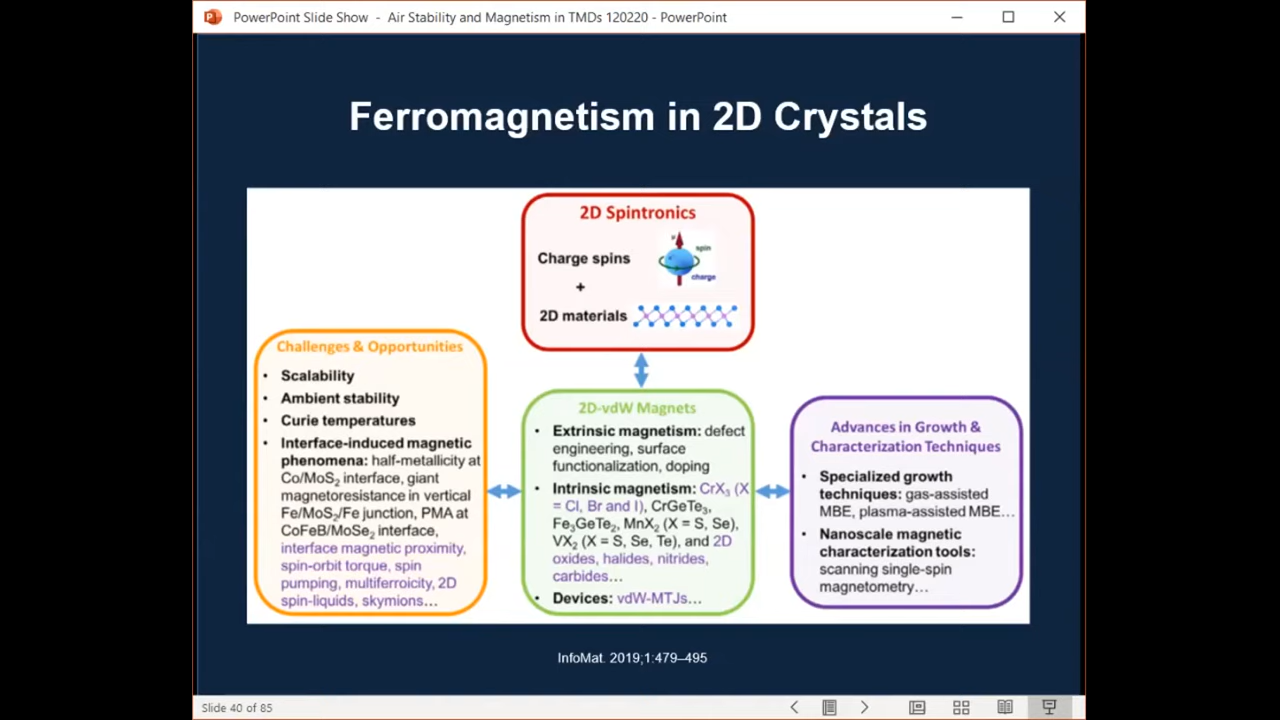 PowerPoint Slide Show - Air Stability and Magnetism in TMDs 120220 - PowerPoint
Ferromagnetism in 2D Crystals
2D Spintronics
Charge spins
+
2D materials
spin
charge
Challenges & Opportunities
• Scalability
• Ambient stability
• Curie temperatures
• Interface-induced magnetic
phenomena: half-metallicity at
Co/MoS₂ interface, giant
magnetoresistance in vertical
Fe/MoS₂/Fe junction, PMA at
CoFeB/MoSe₂ interface,
interface magnetic proximity,
spin-orbit torque, spin
pumping, multiferroicity, 2D
spin-liquids, skymions…
2D-vdW Magnets
• Extrinsic magnetism: defect
engineering, surface
functionalization, doping
• Intrinsic magnetism: CrX₃ (X
= Cl, Br and I), CrGeTe₃,
Fe₃GeTe₂, MnX₂ (X = S, Se),
VX₂ (X = S, Se, Te), and 2D
oxides, halides, nitrides,
carbides…
• Devices: vdW-MTJs…
Advances in Growth &
Characterization Techniques
• Specialized growth
techniques: gas-assisted
MBE, plasma-assisted MBE…
• Nanoscale magnetic
characterization tools:
scanning single-spin
magnetometry…
InfoMat. 2019;1:479–495
Slide 40 of 85